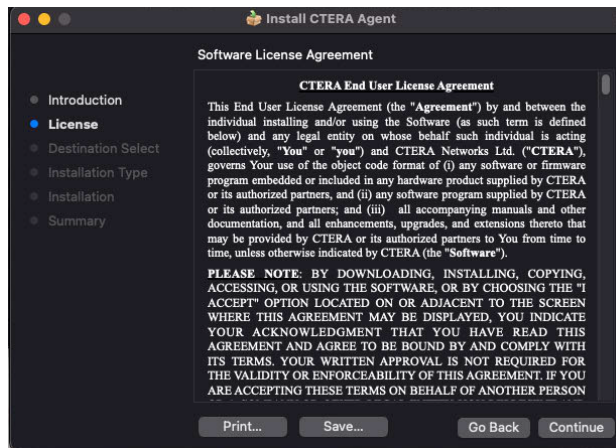 Install CTERA Agent
Software License Agreement
Introduction
License
Destination Select
Installation Type
Installation
Summary
CTERA End User License Agreement
This End User License Agreement (the "Agreement") by and between the
individual installing and/or using the Software (as such term is defined
below) and any legal entity on whose behalf such individual is acting
(collectively, "You" or "you") and CTERA Networks Ltd. ("CTERA"),
governs Your use of the object code format of (i) any software or firmware
program embedded or included in any hardware product supplied by CTERA
or its authorized partners, and (ii) any software program supplied by CTERA
or its authorized partners; and (iii) all accompanying manuals and other
documentation, and all enhancements, upgrades, and extensions thereto that
may be provided by CTERA or its authorized partners to You from time to
time, unless otherwise indicated by CTERA (the "Software").
PLEASE NOTE: BY DOWNLOADING, INSTALLING, COPYING,
ACCESSING, OR USING THE SOFTWARE, OR BY CHOOSING THE "I
ACCEPT" OPTION LOCATED ON OR ADJACENT TO THE SCREEN
WHERE THIS AGREEMENT MAY BE DISPLAYED, YOU INDICATE
YOUR ACKNOWLEDGMENT THAT YOU HAVE READ THIS
AGREEMENT AND AGREE TO BE BOUND BY AND COMPLY WITH
ITS TERMS. YOUR WRITTEN APPROVAL IS NOT REQUIRED FOR
THE VALIDITY OR ENFORCEABILITY OF THIS AGREEMENT. IF YOU
ARE ACCEPTING THESE TERMS ON BEHALF OF ANOTHER PERSON
Print...
Save...
Go Back
Continue